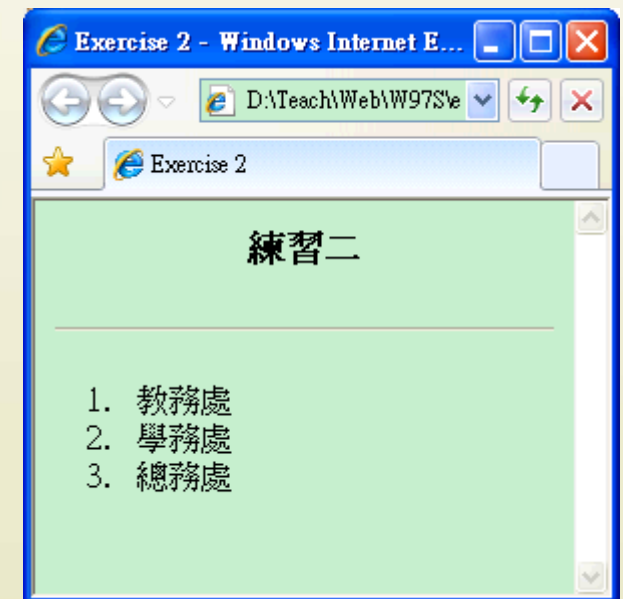 Exercise 2 - Windows Internet E...
D:\Teach\Web\W97S\e
Exercise 2
練習二
1. 教務處
2. 學務處
3. 總務處